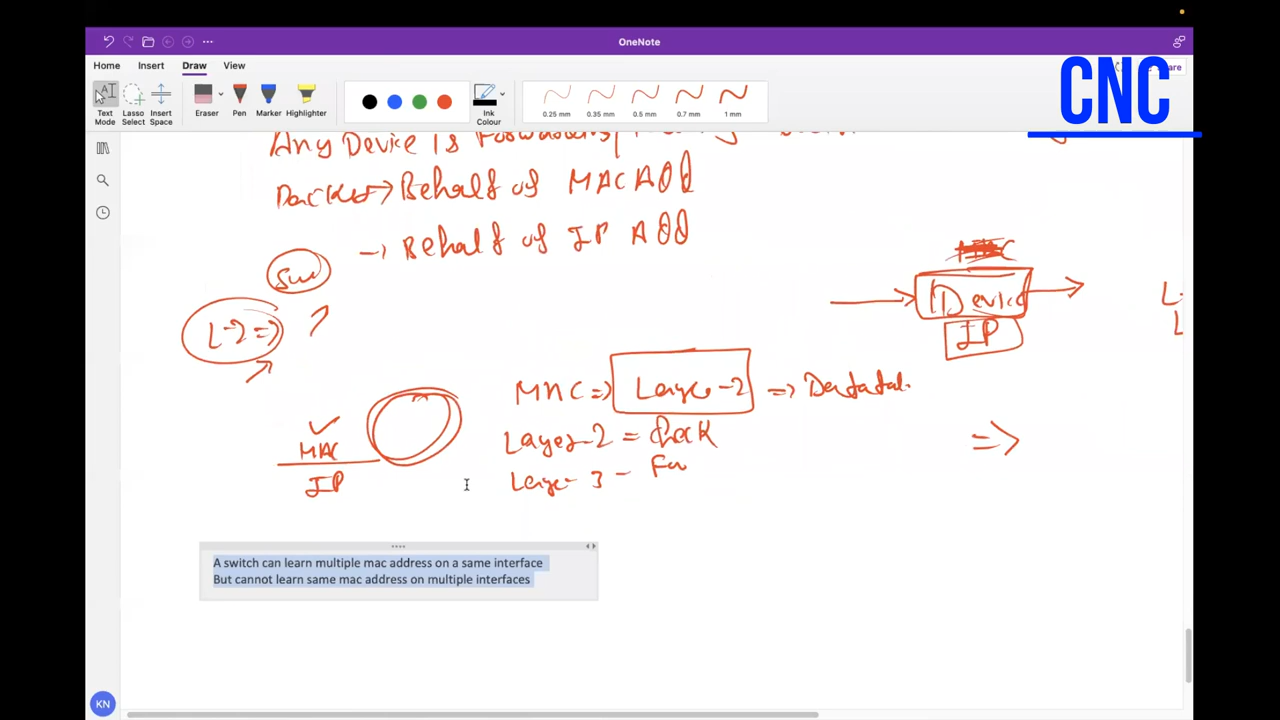 OneNote
CNC
Home Insert Draw View
Share
Text Mode
Lasso Select
Insert Space
Eraser
Pen
Marker
Highlighter
Ink Colour
0.25 mm
0.35 mm
0.5 mm
0.7 mm
1 mm
Any Device is
Behalf of MAC Add
→ Behalf of IP Add
L-2 =>
Device
IP
MAC => Layer-2 =>
Layer-2 = Check
Layer-3 - Fo
=>
MAC
IP
A switch can learn multiple mac address on a same interface
But cannot learn same mac address on multiple interfaces
KN